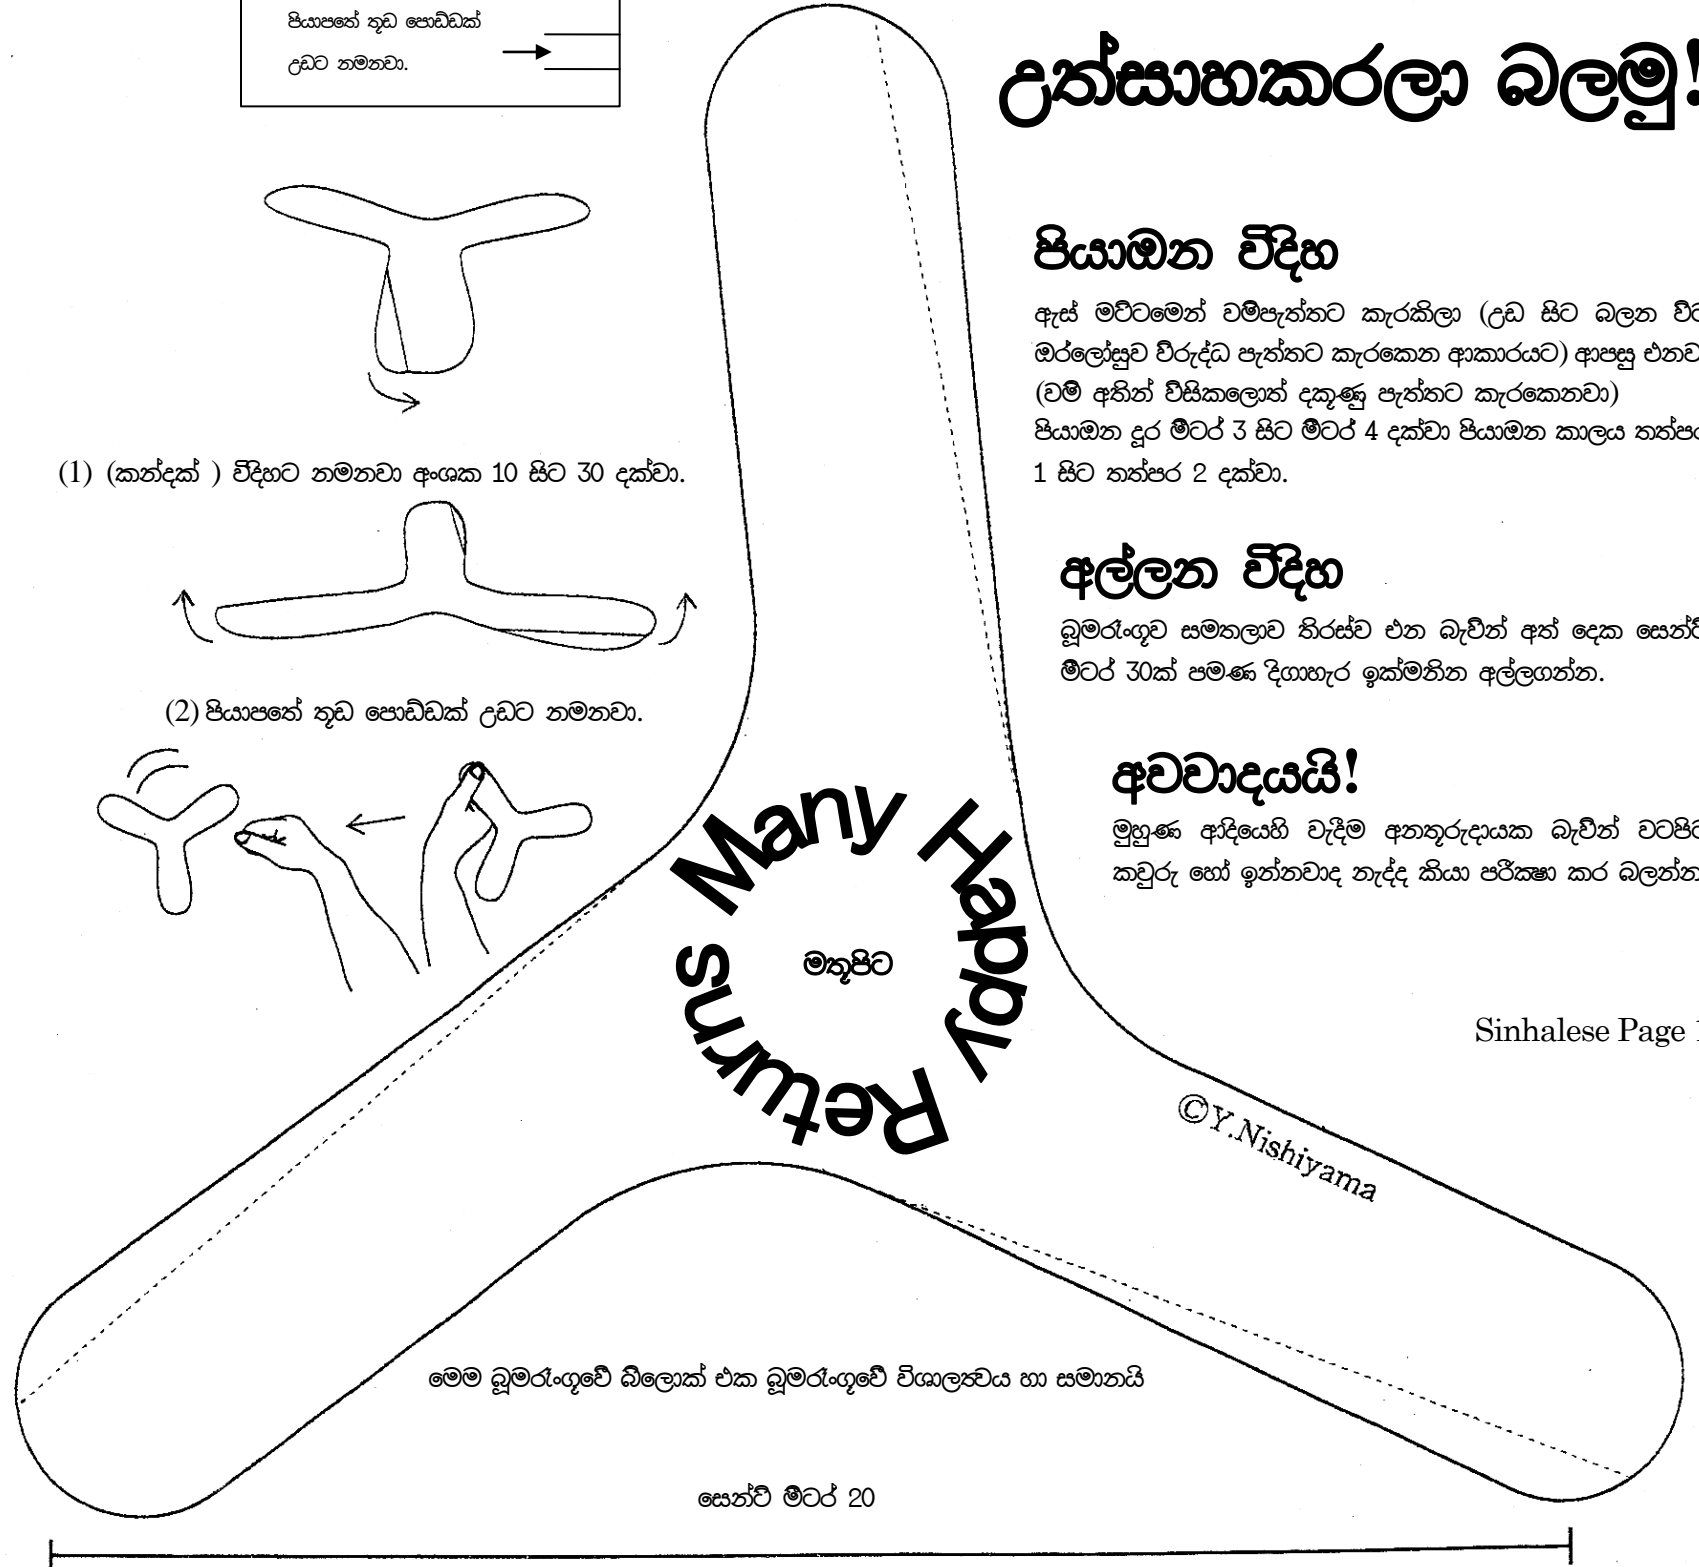 පියාපතේ තුඩ පොඩ්ඩක්
උඩට නමනවා.
උත්සාහකරලා බලමු!
පියාඹන විදිහ
ඇස් මට්ටමෙන් වම්පැත්තට කැරකිලා (උඩ සිට බලන විට
ඔර්ලෝසුව විරුද්ධ පැත්තට කැරකෙන ආකාරයට) ආපසු එනවා
(වම් අතින් විසිකලොත් දකුණු පැත්තට කැරකෙනවා)
පියාඹන දූර මීටර් 3 සිට මීටර් 4 දක්වා පියාඹන කාලය තත්පර
1 සිට තත්පර 2 දක්වා.
(1) (කන්දක් ) විදිහට නමනවා අංශක 10 සිට 30 දක්වා.
අල්ලන විදිහ
බූමරැංගුව සමතලාව තිරස්ව එන බැවින් අත් දෙක සෙන්ටි
මීටර් 30ක් පමණ දිගාහැර ඉක්මනින අල්ලගන්න.
(2) පියාපතේ තුඩ පොඩ්ඩක් උඩට නමනවා.
අවවාදයයි!
මුහුණ ආදියෙහි වැදීම අනතුරුදායක බැවින් වටපිට
කවුරු හෝ ඉන්නවාද නැද්ද කියා පරීක්ෂා කර බලන්න
Many Happy Returns
මතුපිට
Sinhalese Page
©Y.Nishiyama
මෙම බූමරැංගුවේ බ්ලොක් එක බූමරැංගුවේ විශාලත්වය හා සමානයි
සෙන්ටි මීටර් 20